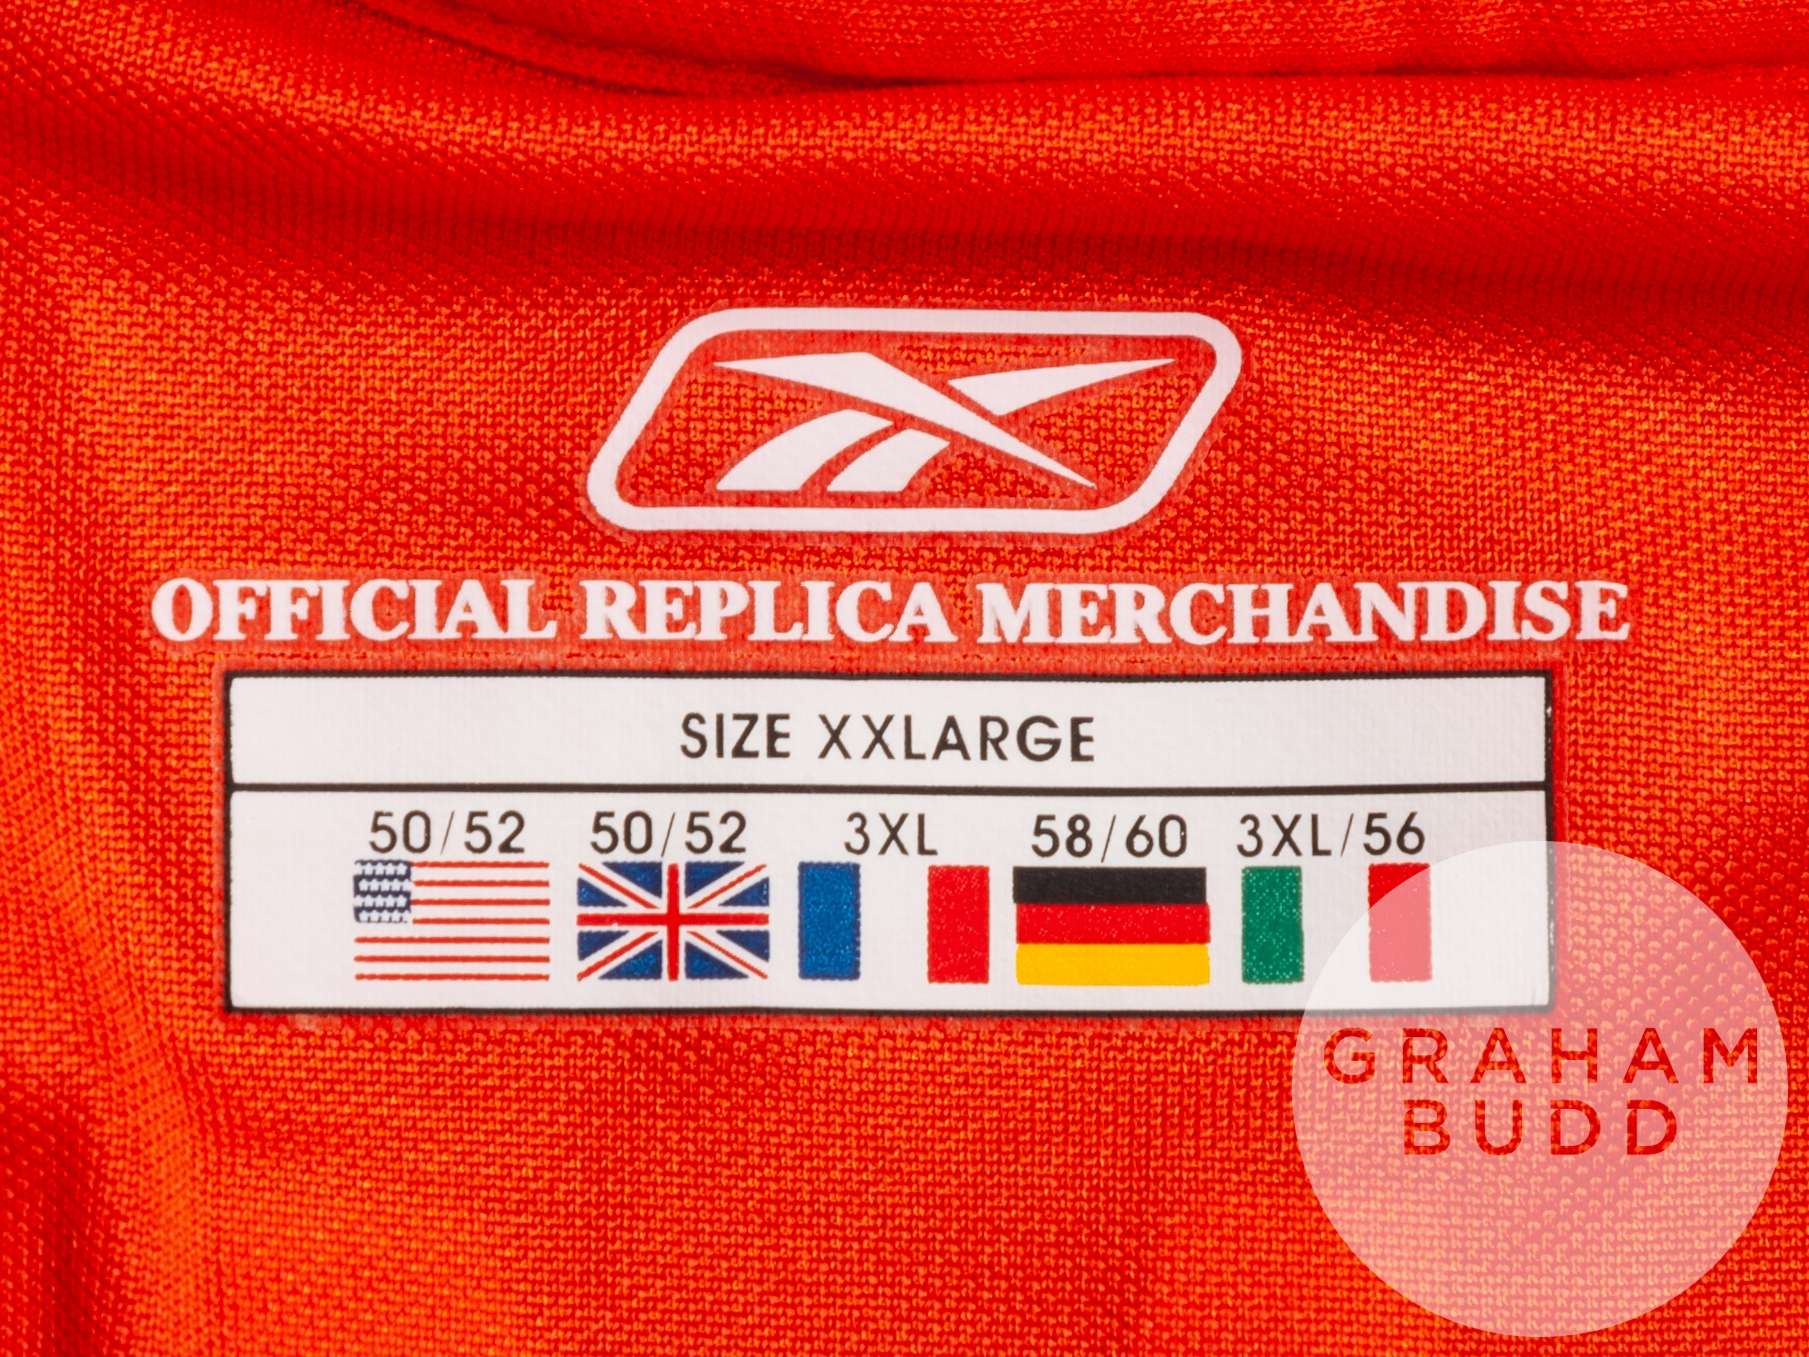 OFFICIAL REPLICA MERCHANDISE
SIZE XXLARGE
50/52 50/52 3XL 58/60 3XL/56
GRAHAM
BUDD